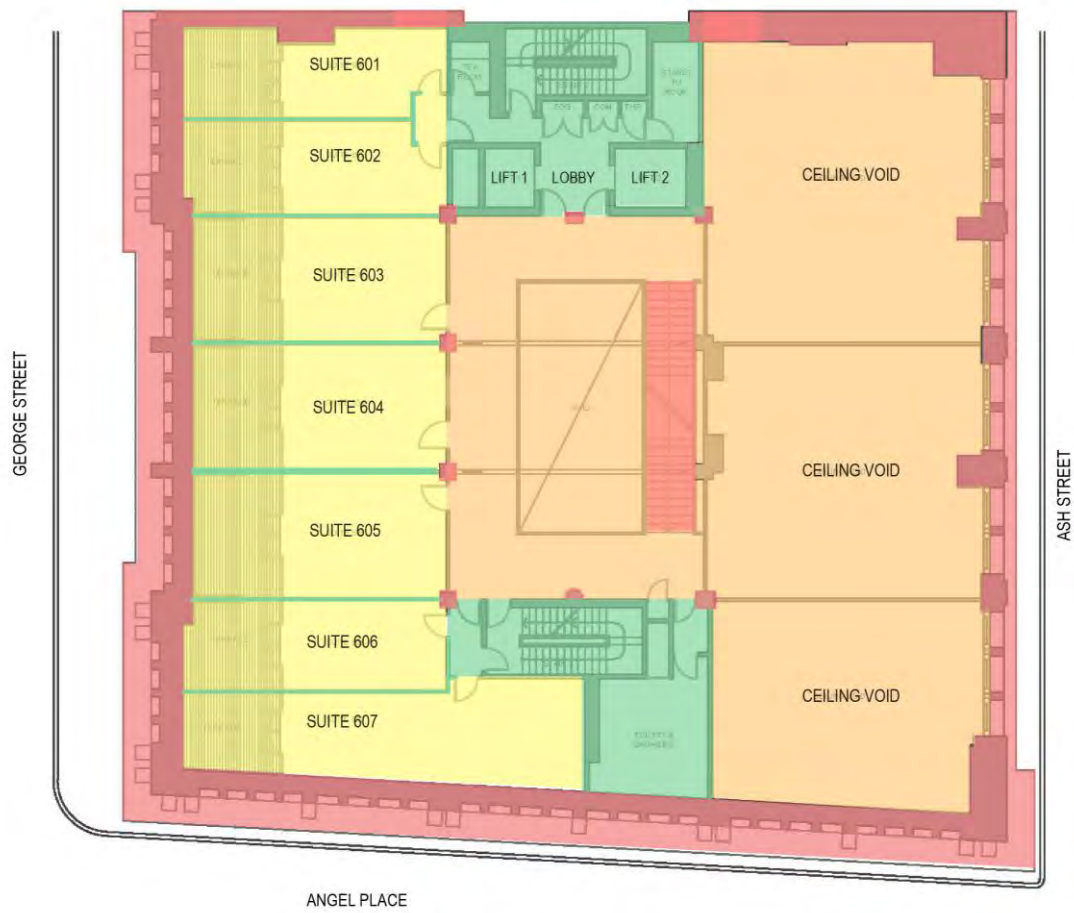 SUITE 601
SUITE 602
LIFT 1
LOBBY
LIFT 2
CEILING VOID
SUITE 603
GEORGE STREET
SUITE 604
CEILING VOID
ASH STREET
SUITE 605
SUITE 606
CEILING VOID
SUITE 607
ANGEL PLACE